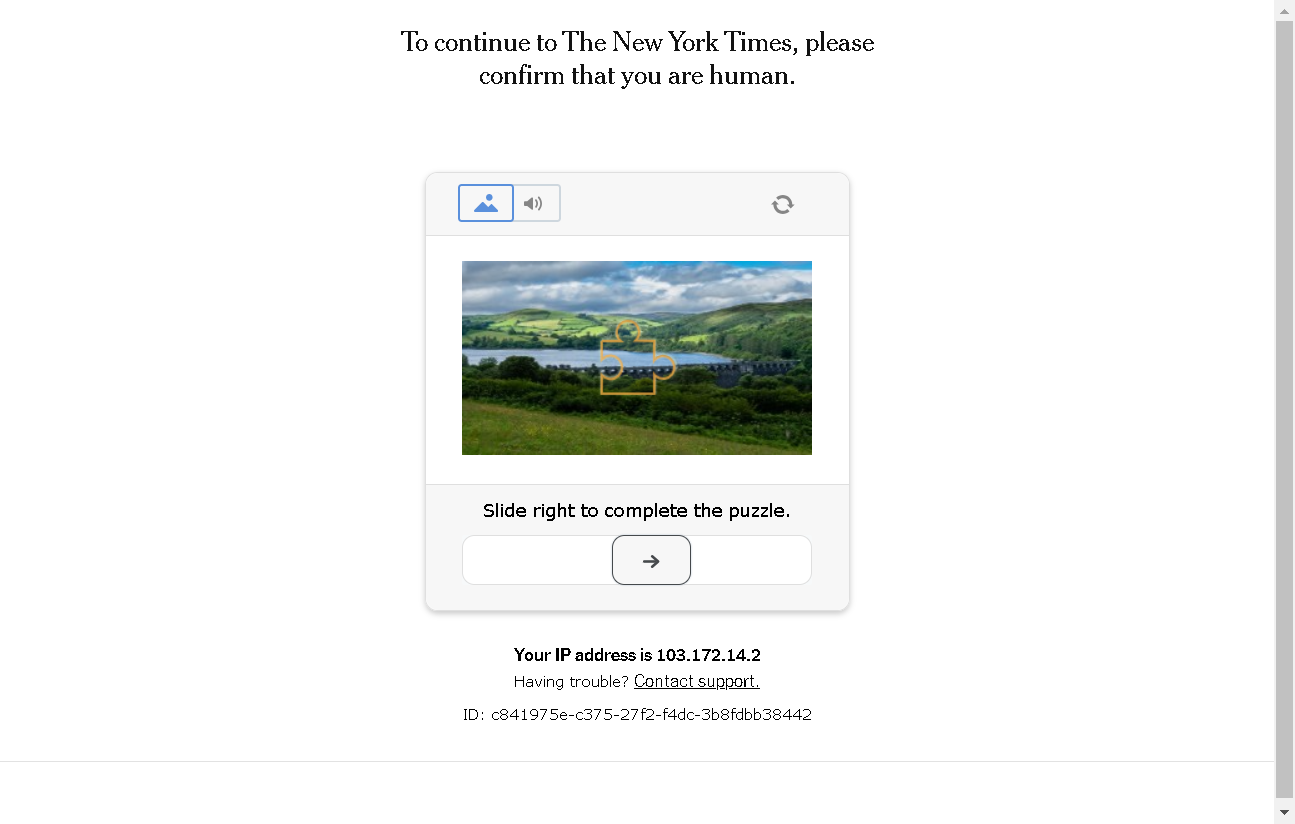 To continue to The New York Times, please
confirm that you are human.
Slide right to complete the puzzle.
Your IP address is 103.172.14.2
Having trouble? Contact support.
ID: c841975e-c375-27f2-f4dc-3b8fdbb38442